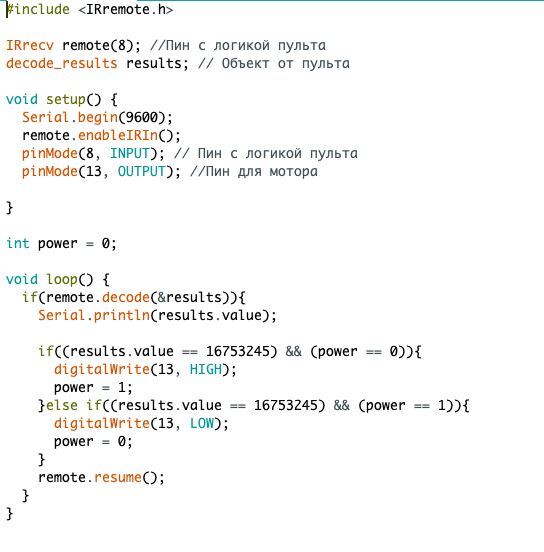 #include <IRremote.h>

IRrecv remote(8); //Пин с логикой пульта
decode_results results; // Объект от пульта

void setup() {
  Serial.begin(9600);
  remote.enableIRIn();
  pinMode(8, INPUT); // Пин с логикой пульта
  pinMode(13, OUTPUT); //Пин для мотора

}

int power = 0;

void loop() {
  if(remote.decode(&results)){
    Serial.println(results.value);

    if((results.value == 16753245) && (power == 0)){
      digitalWrite(13, HIGH);
      power = 1;
    }else if((results.value == 16753245) && (power == 1)){
      digitalWrite(13, LOW);
      power = 0;
    }
    remote.resume();
  }
}